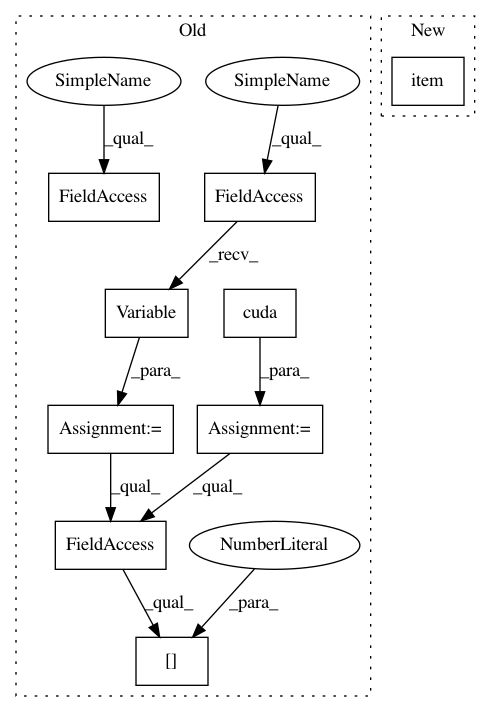 Old
New
SimpleName
SimpleName
item
_qual_
_qual_
FieldAccess
FieldAccess
_recv_
Variable
cuda
_para_
_para_
Assignment:=
Assignment:=
_qual_
_qual_
FieldAccess
NumberLiteral
_qual_
_para_
[]